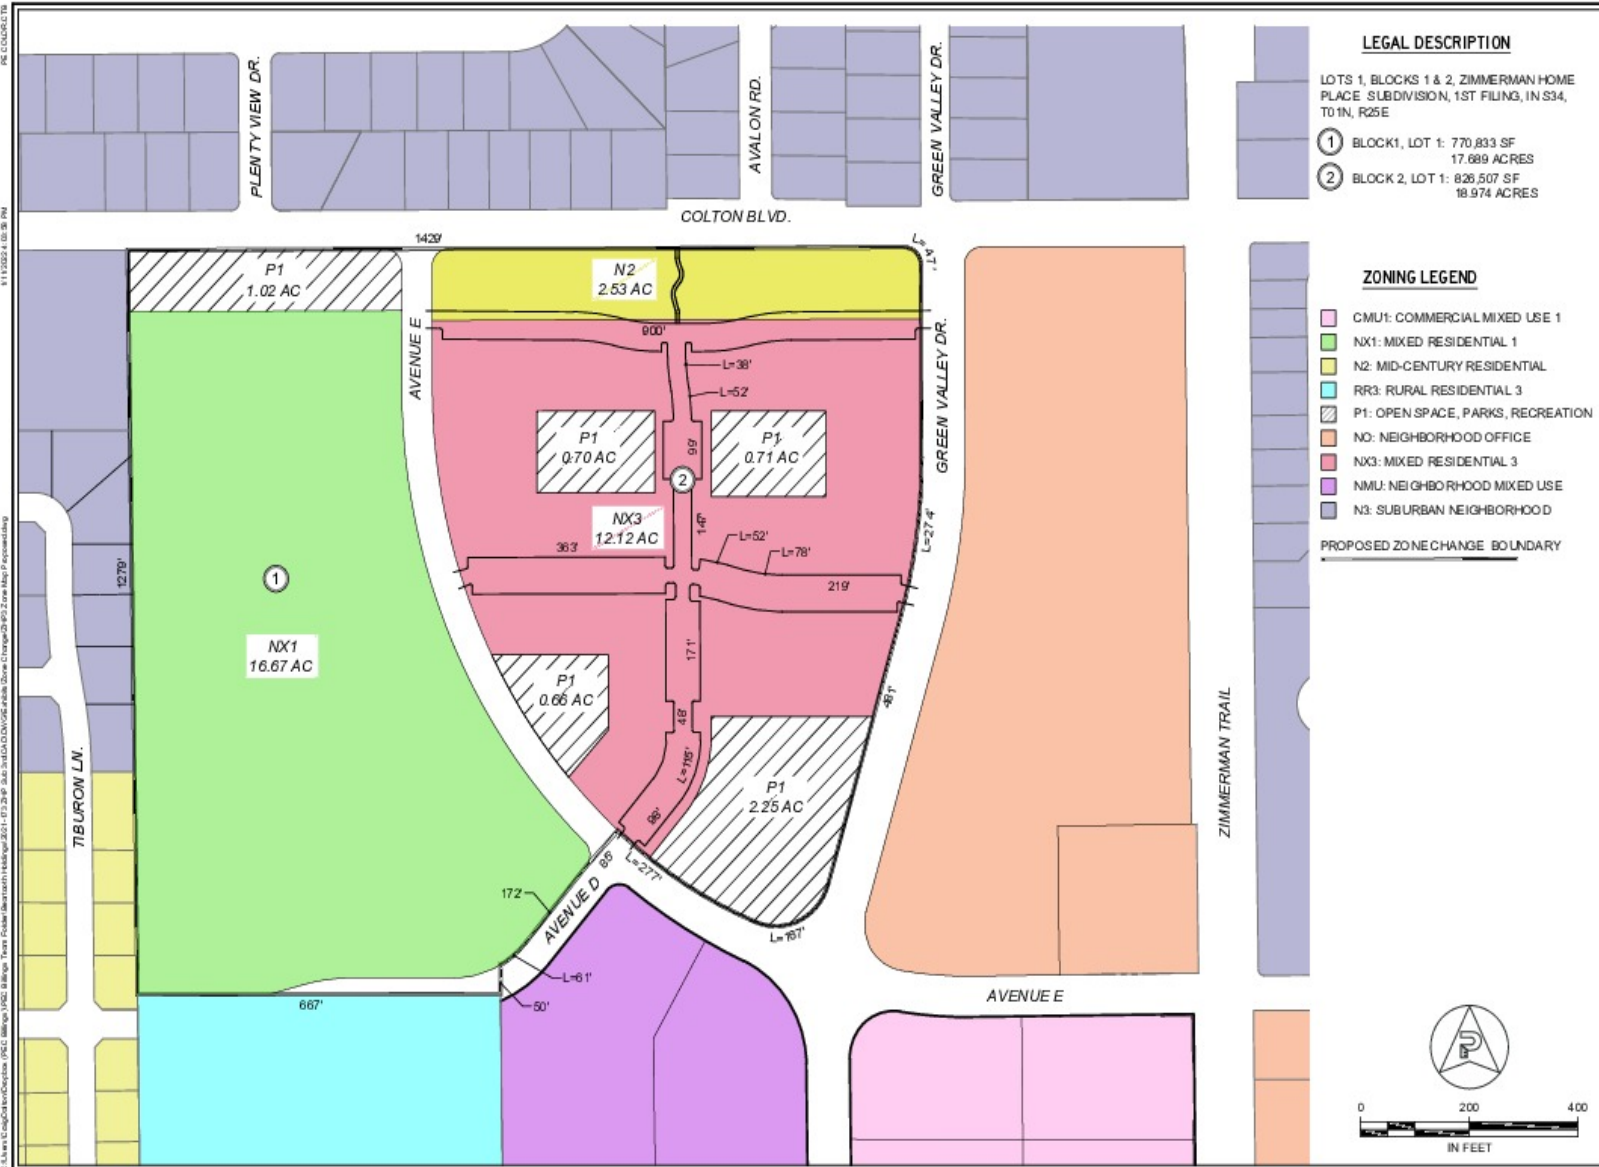 PLENTY VIEW DR.
AVALON RD.
GREEN VALLEY DR.
COLTON BLVD.
1429'
L=47'
P1
1.02 AC
N2
2.53 AC
AVENUE E
900'
GREEN VALLEY DR.
L=38'
L=52'
P1
0.70 AC
99'
P1
0.71 AC
2
NX3
12.12 AC
L=274'
363'
L=52'
L=78'
219'
1279'
1
NX1
16.67 AC
171'
P1
0.66 AC
481'
48'
L=115'
P1
2.25 AC
TIBURON LN.
ZIMMERMAN TRAIL
L=277'
172'
AVENUE D
L=167'
L=61'
50'
667'
AVENUE E
LEGAL DESCRIPTION
LOTS 1, BLOCKS 1 & 2, ZIMMERMAN HOME
PLACE SUBDIVISION, 1ST FILING, IN S34,
T01N, R25E
1 BLOCK1, LOT 1: 770,833 SF
17.689 ACRES
2 BLOCK 2, LOT 1: 826,507 SF
18.974 ACRES
ZONING LEGEND
CMU1: COMMERCIAL MIXED USE 1
NX1: MIXED RESIDENTIAL 1
N2: MID-CENTURY RESIDENTIAL
RR3: RURAL RESIDENTIAL 3
P1: OPEN SPACE, PARKS, RECREATION
NO: NEIGHBORHOOD OFFICE
NX3: MIXED RESIDENTIAL 3
NMU: NEIGHBORHOOD MIXED USE
N3: SUBURBAN NEIGHBORHOOD
PROPOSED ZONE CHANGE BOUNDARY
0 200 400
IN FEET